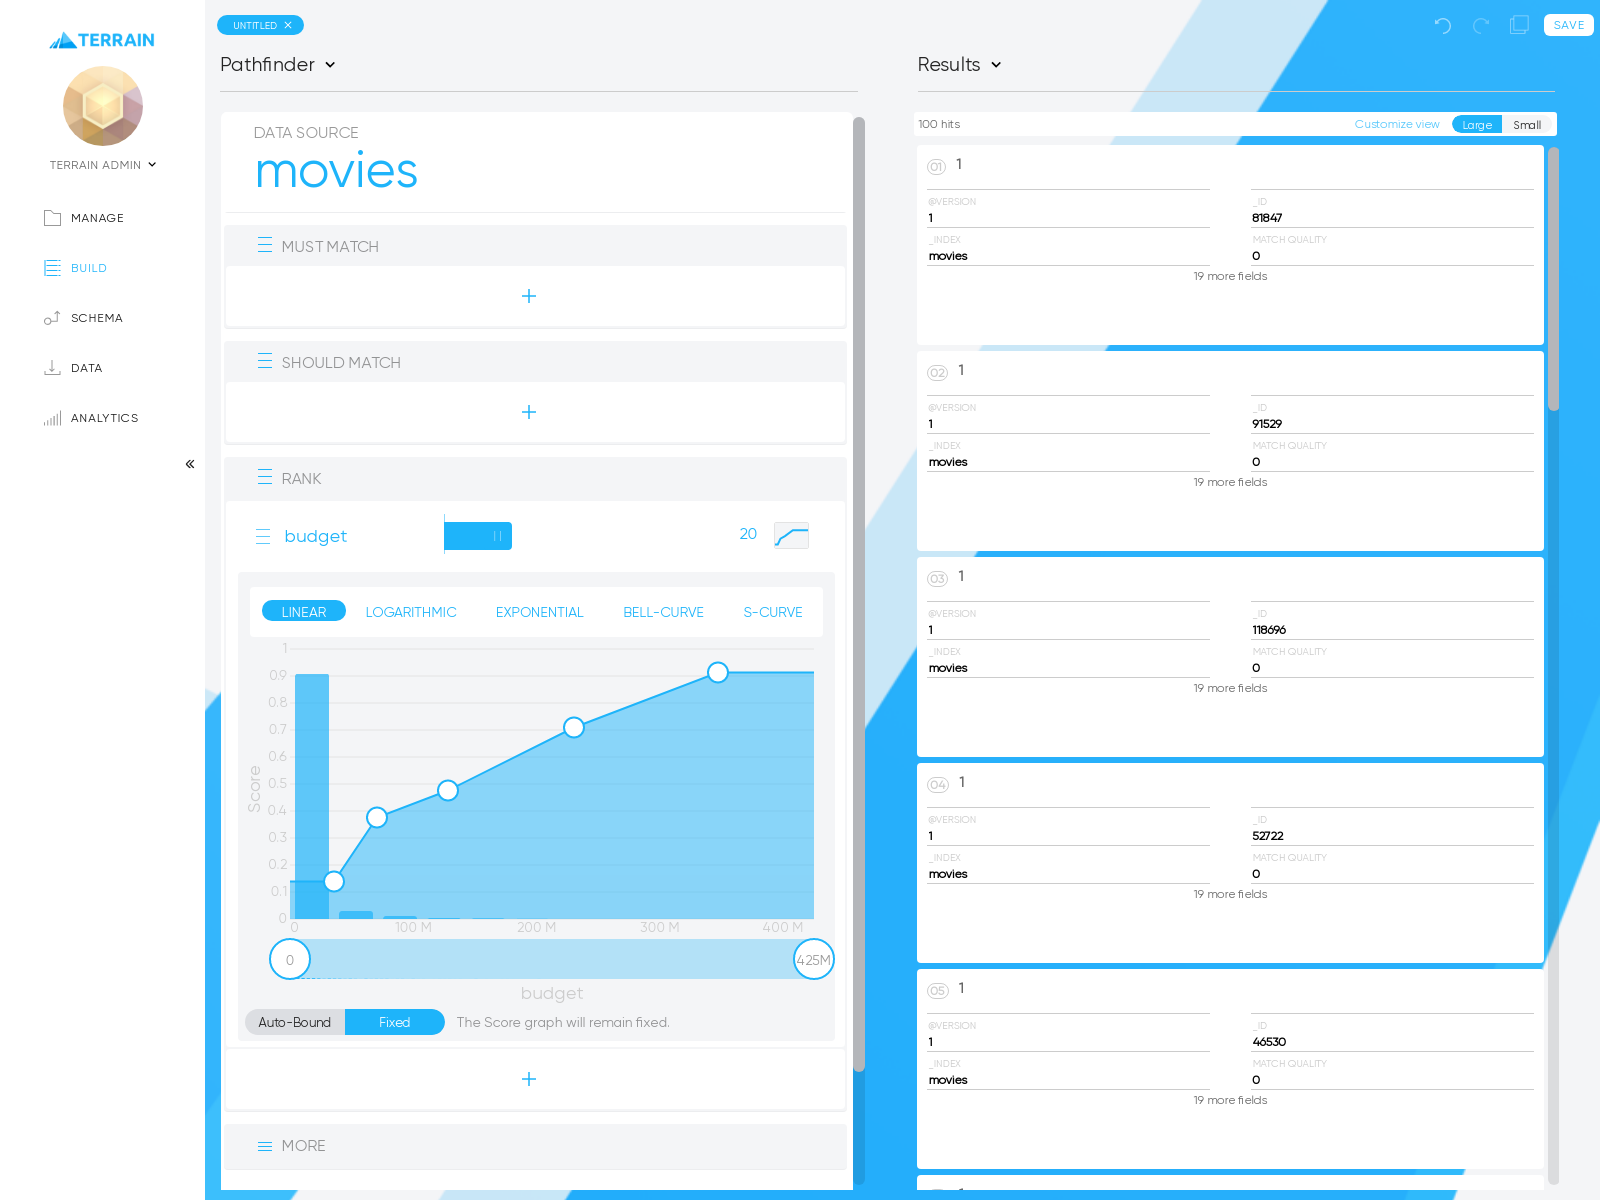 TERRAIN
TERRAIN ADMIN
MANAGE
BUILD
SCHEMA
DATA
ANALYTICS
UNTITLED
Pathfinder
DATA SOURCE
movies
MUST MATCH
+
SHOULD MATCH
+
RANK
budget
20
LINEAR LOGARITHMIC EXPONENTIAL BELL-CURVE S-CURVE
1
0.9
0.8
0.7
0.6
0.5
0.4
0.3
0.2
0.1
0
Score
0 100 M 200 M 300 M 400 M
0 425M
budget
Auto-Bound Fixed The Score graph will remain fixed.
+
MORE
SAVE
Results
100 hits Customize view Large Small
01 1
@VERSION _ID
1 81847
_INDEX MATCH QUALITY
movies 0
19 more fields
02 1
@VERSION _ID
1 91529
_INDEX MATCH QUALITY
movies 0
19 more fields
03 1
@VERSION _ID
1 118696
_INDEX MATCH QUALITY
movies 0
19 more fields
04 1
@VERSION _ID
1 52722
_INDEX MATCH QUALITY
movies 0
19 more fields
05 1
@VERSION _ID
1 46530
_INDEX MATCH QUALITY
movies 0
19 more fields